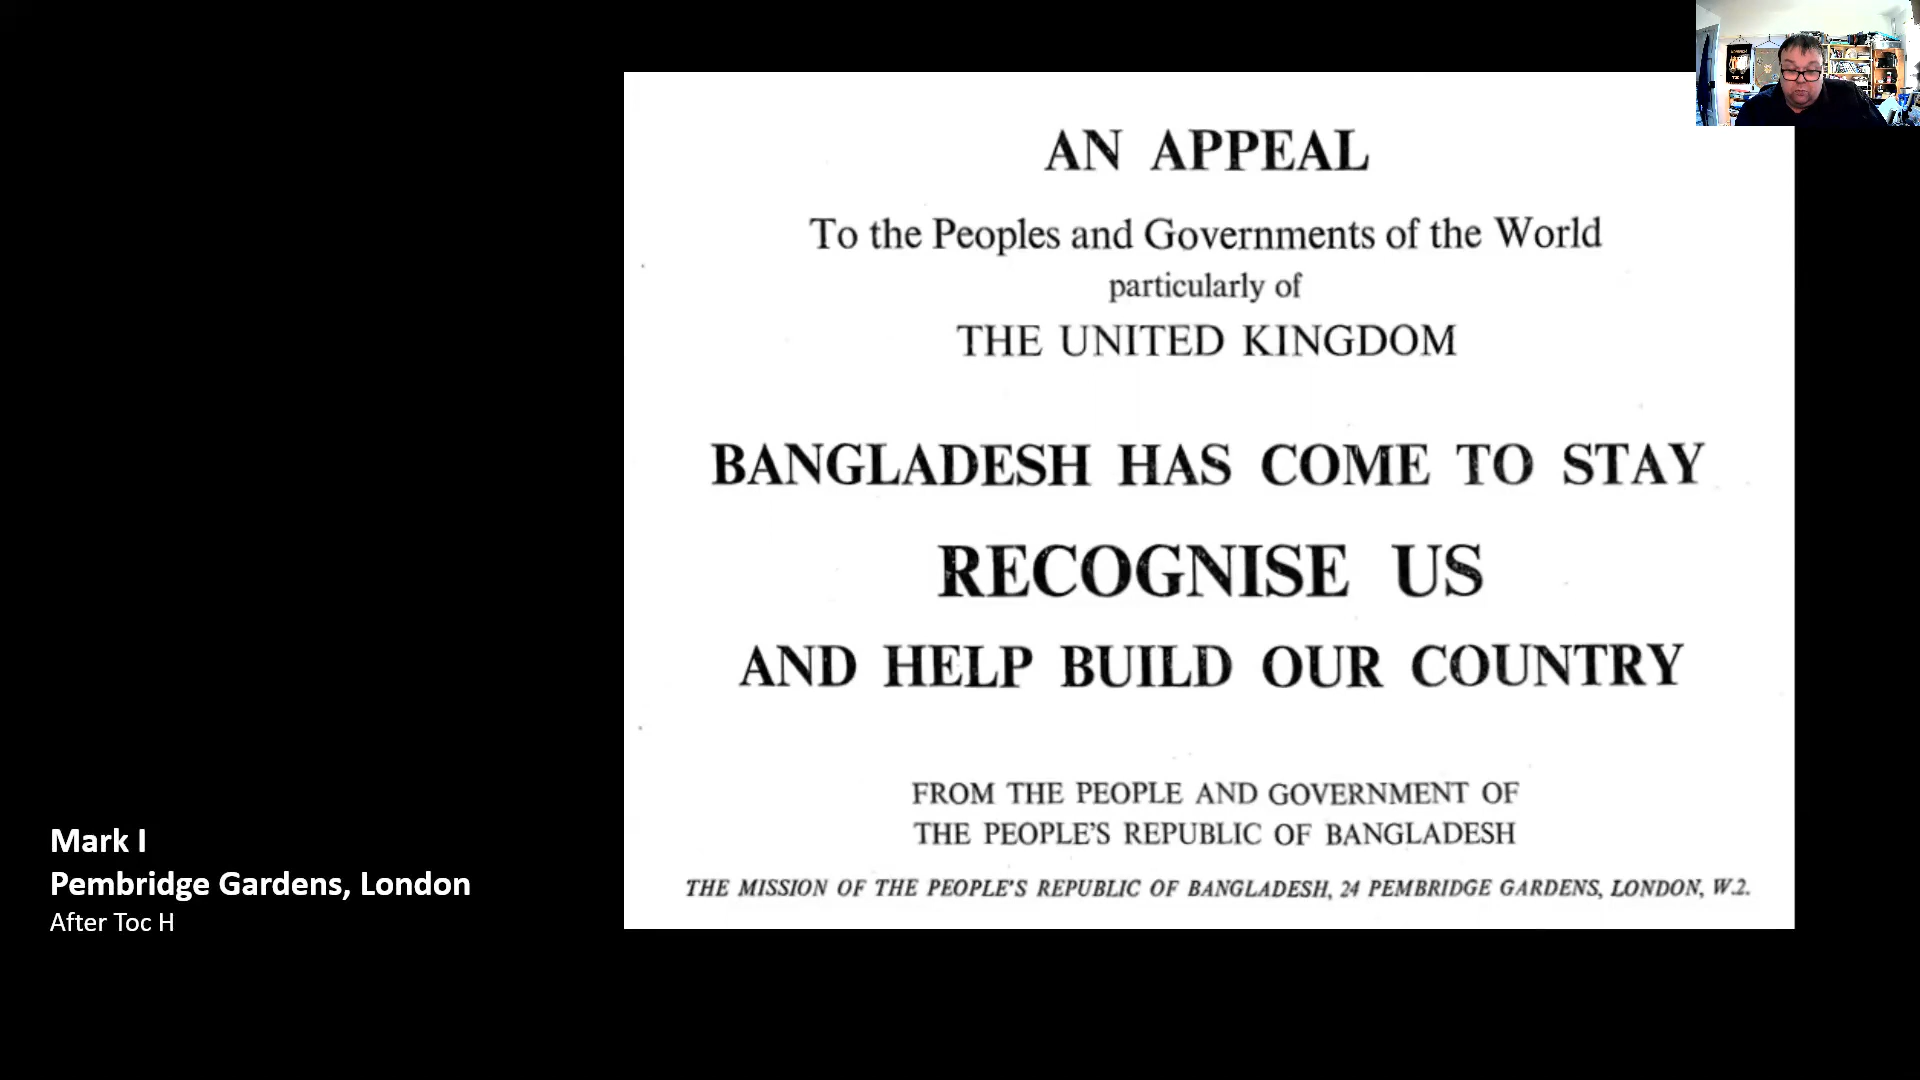 AN APPEAL
To the Peoples and Governments of the World
particularly of
THE UNITED KINGDOM
BANGLADESH HAS COME TO STAY
RECOGNISE US
AND HELP BUILD OUR COUNTRY
FROM THE PEOPLE AND GOVERNMENT OF
THE PEOPLE'S REPUBLIC OF BANGLADESH
THE MISSION OF THE PEOPLE'S REPUBLIC OF BANGLADESH, 24 PEMBRIDGE GARDENS, LONDON, W.2.
Mark I
Pembridge Gardens, London
After Toc H